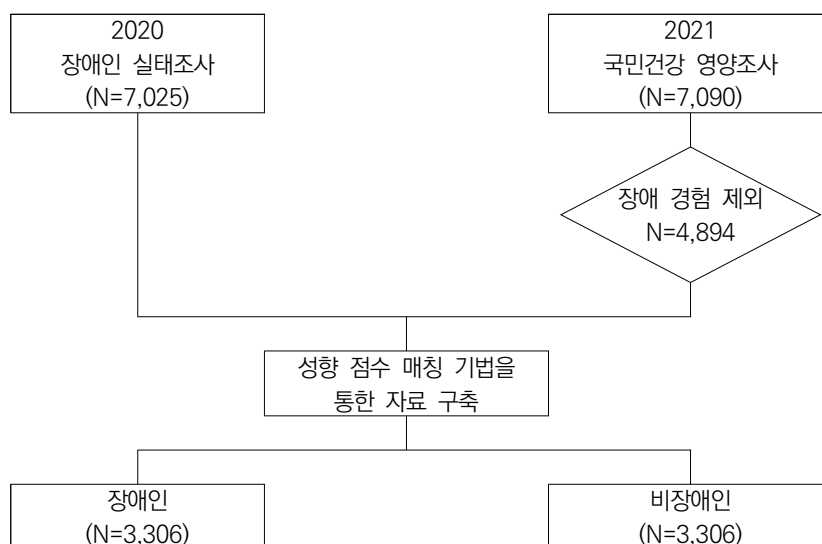 2020
장애인 실태조사
(N=7,025)
2021
국민건강 영양조사
(N=7,090)
장애 경험 제외
N=4,894
성향 점수 매칭 기법을
통한 자료 구축
장애인
(N=3,306)
비장애인
(N=3,306)